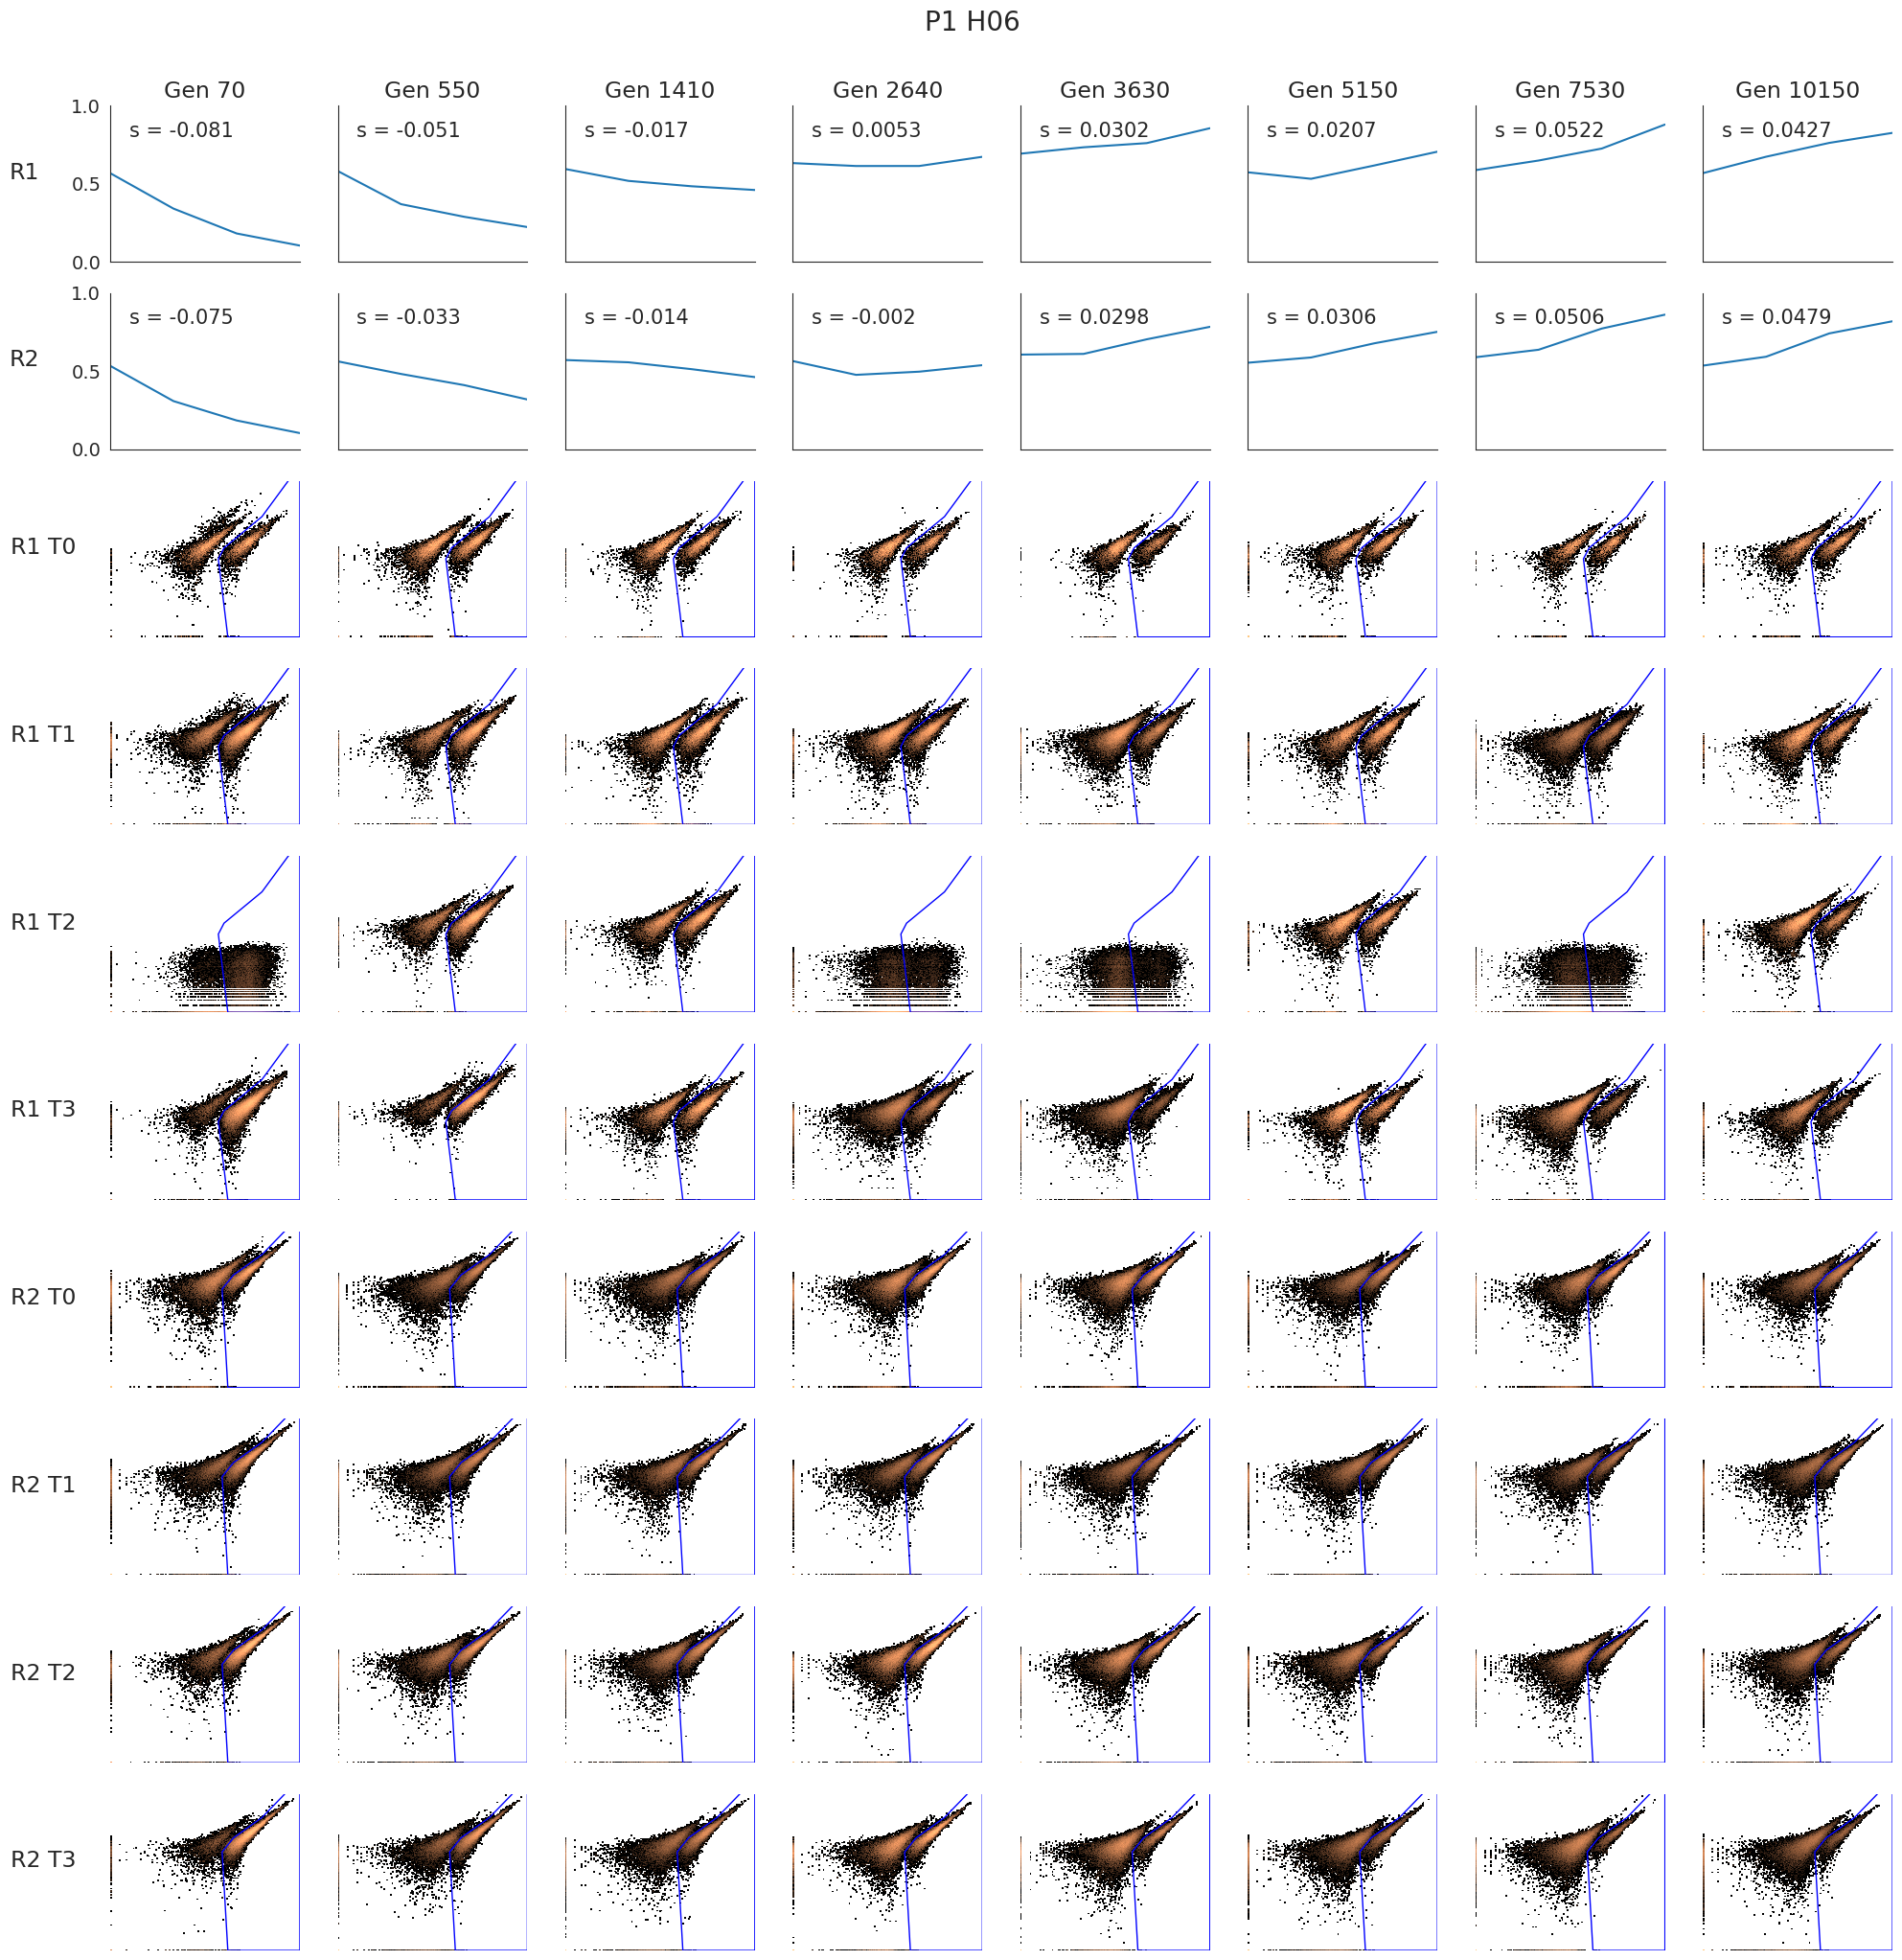 P1 H06
Gen 70 Gen 550 Gen 1410 Gen 2640 Gen 3630 Gen 5150 Gen 7530 Gen 10150
1.0
s = -0.081 s = -0.051 s = -0.017 s = 0.0053 s = 0.0302 s = 0.0207 s = 0.0522 s = 0.0427
R1
0.5
0.0
1.0
s = -0.075 s = -0.033 s = -0.014 s = -0.002 s = 0.0298 s = 0.0306 s = 0.0506 s = 0.0479
R2
0.5
0.0
R1 T0
R1 T1
R1 T2
R1 T3
R2 T0
R2 T1
R2 T2
R2 T3